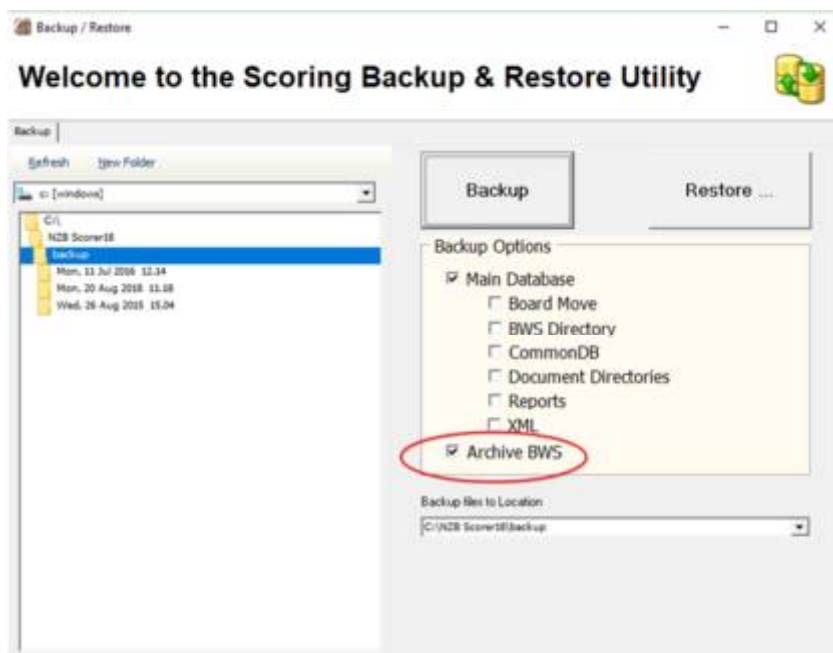 Backup / Restore
Welcome to the Scoring Backup & Restore Utility
Backup
Refresh New Folder
c: [windows]
C:\
NZB Scorer18
backup
Mon, 11 Jul 2016 12.14
Mon, 20 Aug 2018 11.18
Wed, 26 Aug 2015 15.04
Backup Restore ...
Backup Options
Main Database
Board Move
BWS Directory
CommonDB
Document Directories
Reports
XML
Archive BWS
Backup files to Location
C:\NZB Scorer18\backup